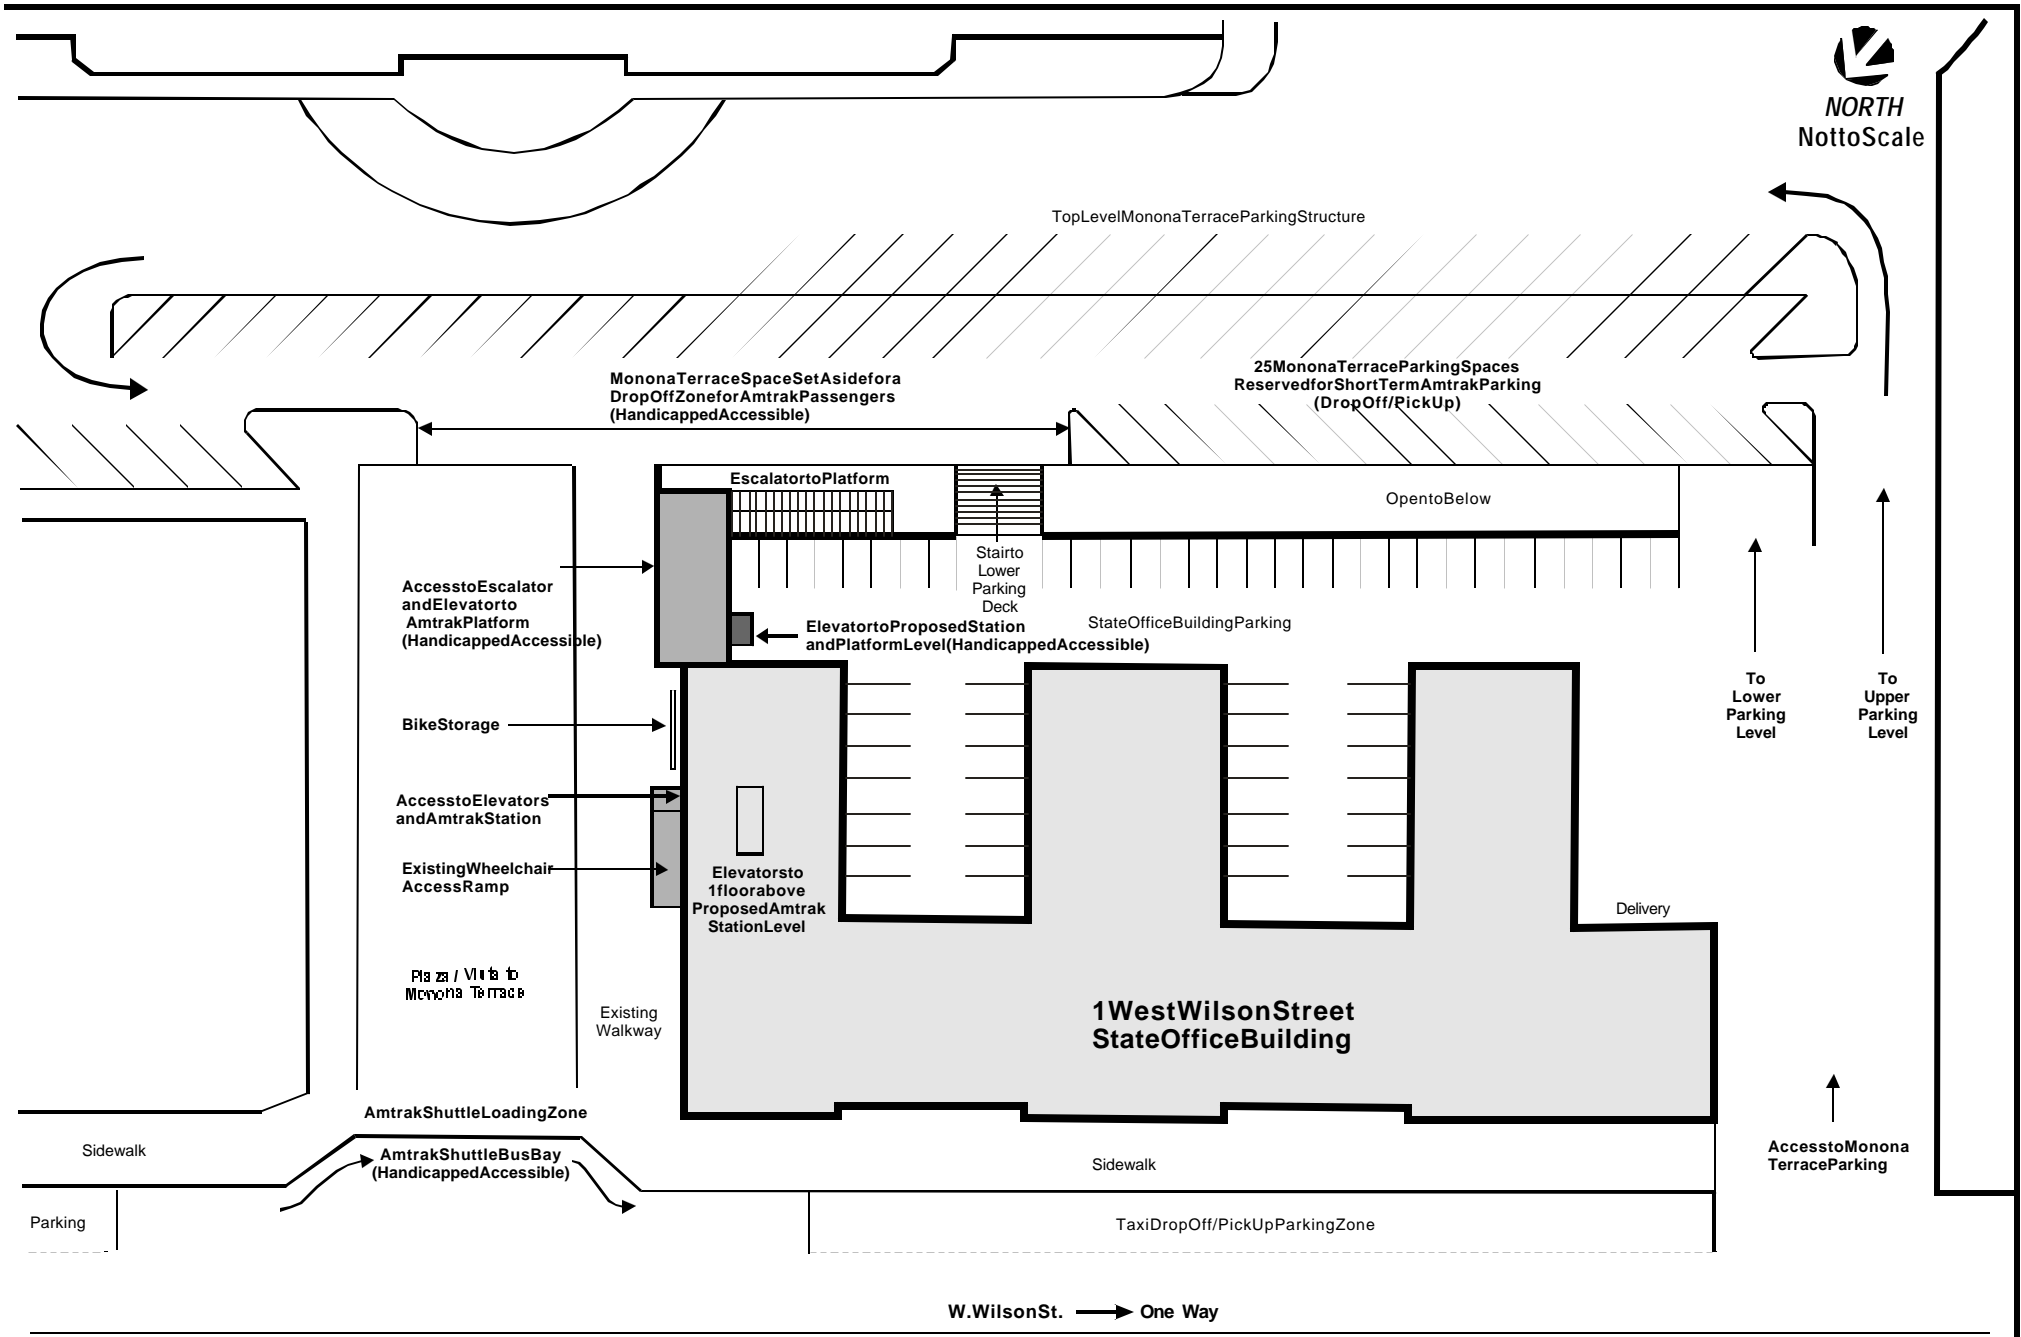 NORTH
NottoScale
TopLevelMononaTerraceParkingStructure
MononaTerraceSpaceSetAsidefora
DropOffZoneforAmtrakPassengers
(HandicappedAccessible)
25MononaTerraceParkingSpaces
ReservedforShortTermAmtrakParking
(DropOff/PickUp)
EscalatortoPlatform
OpentoBelow
Stairto
Lower
Parking
Deck
AccesstoEscalator
andElevatorto
AmtrakPlatform
(HandicappedAccessible)
ElevatortoProposedStation
andPlatformLevel(HandicappedAccessible)
StateOfficeBuildingParking
To
Lower
Parking
Level
To
Upper
Parking
Level
BikeStorage
AccesstoElevators
andAmtrakStation
ExistingWheelchair
AccessRamp
Elevatorsto
1floorabove
ProposedAmtrak
StationLevel
Delivery
Plaza / Vista to
Monona Terrace
Existing
Walkway
1WestWilsonStreet
StateOfficeBuilding
AmtrakShuttleLoadingZone
Sidewalk
AmtrakShuttleBusBay
(HandicappedAccessible)
Sidewalk
AccesstoMonona
TerraceParking
Parking
TaxiDropOff/PickUpParkingZone
W.WilsonSt.
One Way